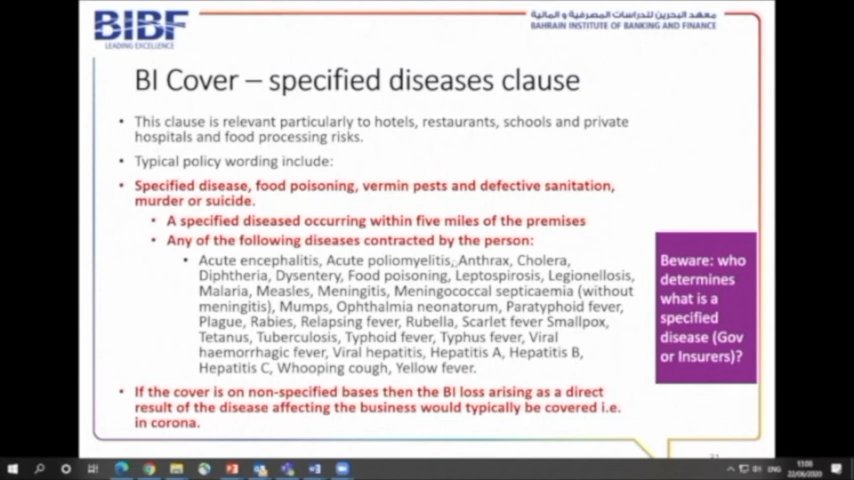 BIBF
LEADING EXCELLENCE
معهد البحرين للدراسات المصرفية و المالية
BAHRAIN INSTITUTE OF BANKING AND FINANCE
BI Cover – specified diseases clause
• This clause is relevant particularly to hotels, restaurants, schools and private
hospitals and food processing risks.
• Typical policy wording include:
• Specified disease, food poisoning, vermin pests and defective sanitation,
murder or suicide.
• A specified diseased occurring within five miles of the premises
• Any of the following diseases contracted by the person:
• Acute encephalitis, Acute poliomyelitis, Anthrax, Cholera,
Diphtheria, Dysentery, Food poisoning, Leptospirosis, Legionellosis,
Malaria, Measles, Meningitis, Meningococcal septicaemia (without
meningitis), Mumps, Ophthalmia neonatorum, Paratyphoid fever,
Plague, Rabies, Relapsing fever, Rubella, Scarlet fever Smallpox,
Tetanus, Tuberculosis, Typhoid fever, Typhus fever, Viral
haemorrhagic fever, Viral hepatitis, Hepatitis A, Hepatitis B,
Hepatitis C, Whooping cough, Yellow fever.
• If the cover is on non-specified bases then the BI loss arising as a direct
result of the disease affecting the business would typically be covered i.e.
in corona.
Beware: who
determines
what is a
specified
disease (Gov
or Insurers)?
ENG
22/06/2020